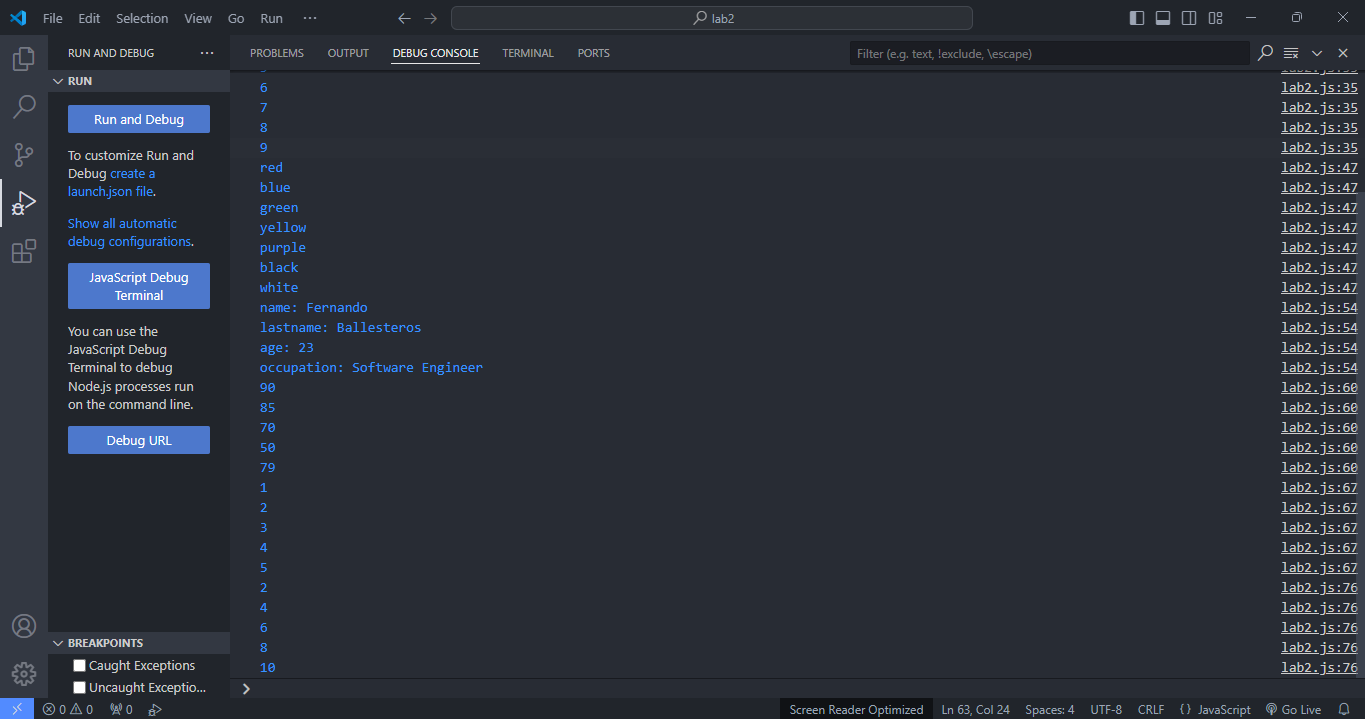 File Edit Selection View Go Run ··· lab2
RUN AND DEBUG ···
PROBLEMS OUTPUT DEBUG CONSOLE TERMINAL PORTS Filter (e.g. text, !exclude, \escape)
RUN
Run and Debug
To customize Run and
Debug create a
launch.json file.
Show all automatic
debug configurations.
JavaScript Debug
Terminal
You can use the
JavaScript Debug
Terminal to debug
Node.js processes run
on the command line.
Debug URL
BREAKPOINTS
Caught Exceptions
Uncaught Exceptio...
6 lab2.js:35
7 lab2.js:35
8 lab2.js:35
9 lab2.js:35
red lab2.js:47
blue lab2.js:47
green lab2.js:47
yellow lab2.js:47
purple lab2.js:47
black lab2.js:47
white lab2.js:47
name: Fernando lab2.js:54
lastname: Ballesteros lab2.js:54
age: 23 lab2.js:54
occupation: Software Engineer lab2.js:54
90 lab2.js:60
85 lab2.js:60
70 lab2.js:60
50 lab2.js:60
79 lab2.js:60
1 lab2.js:67
2 lab2.js:67
3 lab2.js:67
4 lab2.js:67
5 lab2.js:67
2 lab2.js:76
4 lab2.js:76
6 lab2.js:76
8 lab2.js:76
10 lab2.js:76
0 0 0 Screen Reader Optimized Ln 63, Col 24 Spaces: 4 UTF-8 CRLF {} JavaScript Go Live